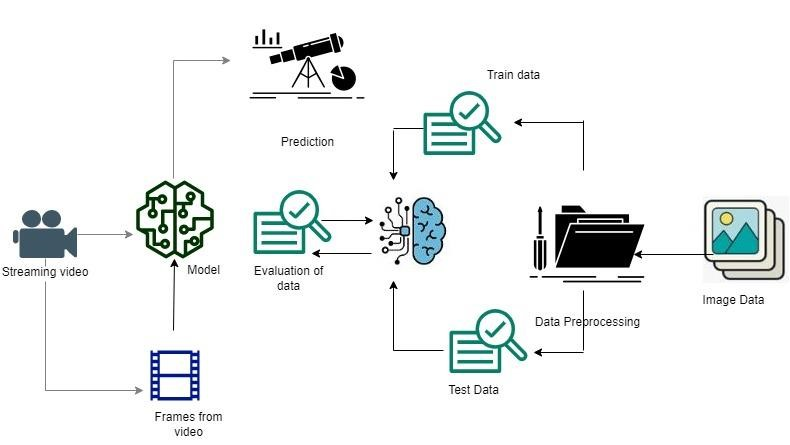 Train data
Prediction
Streaming video
Model
Evaluation of
data
Image Data
Data Preprocessing
Test Data
Frames from
video